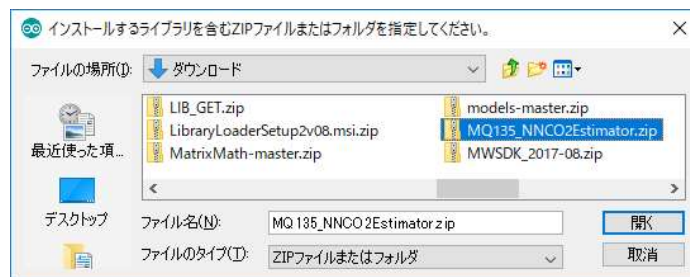 インストールするライブラリを含むZIPファイルまたはフォルダを指定してください。
ファイルの場所(I):
ダウンロード
LIB_GET.zip
LibraryLoaderSetup2v08.msi.zip
MatrixMath-master.zip
models-master.zip
MQ135_NNCO2Estimator.zip
MWSDK_2017-08.zip
最近使った項...
デスクトップ
ファイル名(N):
MQ135_NNCO2Estimator.zip
開く
ファイルのタイプ(T):
ZIPファイルまたはフォルダ
取消